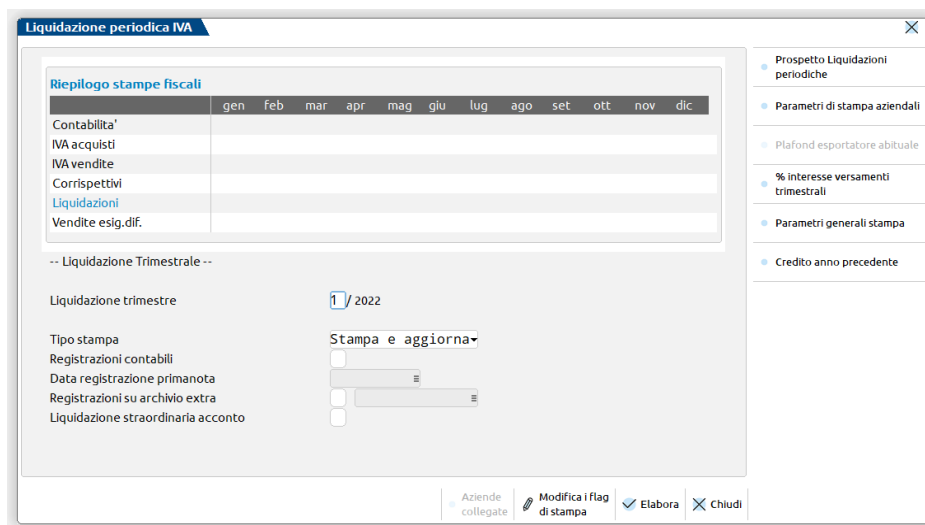 Liquidazione periodica IVA
Riepilogo stampe fiscali
gen feb mar apr mag giu lug ago set ott nov dic
Contabilita'
IVA acquisti
IVA vendite
Corrispettivi
Liquidazioni
Vendite esig.dif.
-- Liquidazione Trimestrale --
Liquidazione trimestre 1 / 2022
Tipo stampa Stampa e aggiorna
Registrazioni contabili
Data registrazione primanota
Registrazioni su archivio extra
Liquidazione straordinaria acconto
Prospetto Liquidazioni
periodiche
Parametri di stampa aziendali
Plafond esportatore abituale
% interesse versamenti
trimestrali
Parametri generali stampa
Credito anno precedente
Aziende
collegate
Modifica i flag
di stampa
Elabora
Chiudi